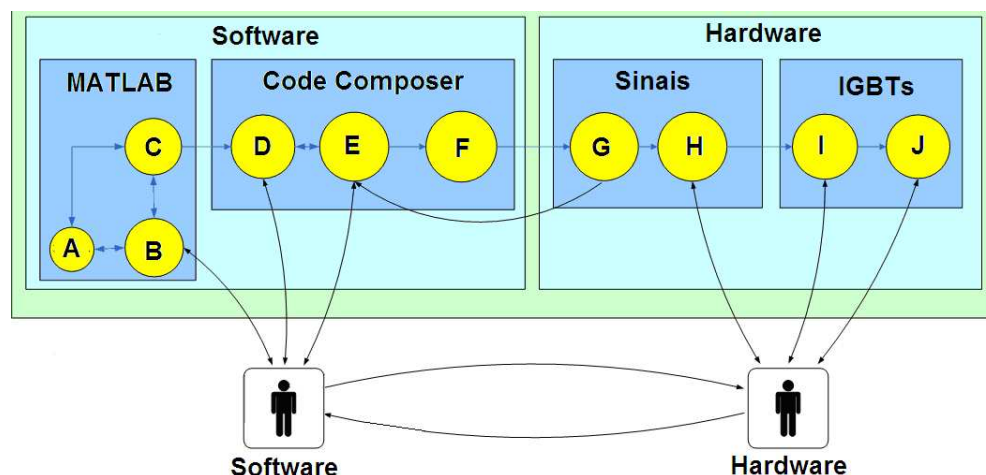 Software
Hardware
MATLAB
Code Composer
Sinais
IGBTs
C
D
E
F
G
H
I
J
A
B
Software
Hardware